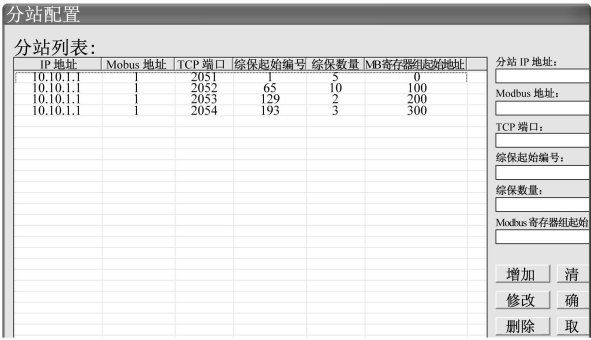 分站配置
分站列表：
IP 地址 Mobus 地址 TCP 端口 综保起始编号 综保数量 MB寄存器组起始地址
10.10.1.1 1 2051 1 5 0
10.10.1.1 1 2052 65 10 100
10.10.1.1 1 2053 129 2 200
10.10.1.1 1 2054 193 3 300
分站 IP 地址：
Modbus 地址：
TCP 端口：
综保起始编号：
综保数量：
Modbus 寄存器组起始
增加 清
修改 确
删除 取